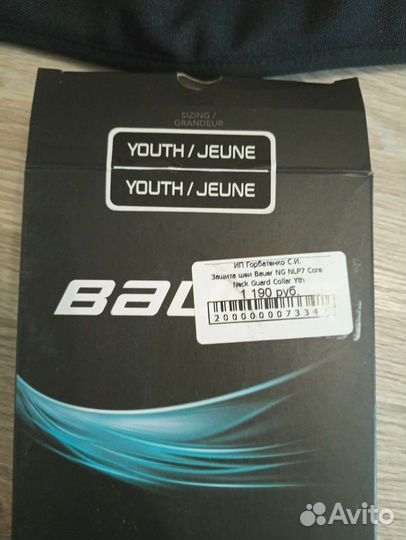 SIZING /
GRANDEUR
YOUTH / JEUNE
YOUTH / JEUNE
ИП Горбатенко С.И.
Защита шеи Bauer NG NLP7 Core
Neck Guard Collar Yth
1 190 руб.
BAU
Avito